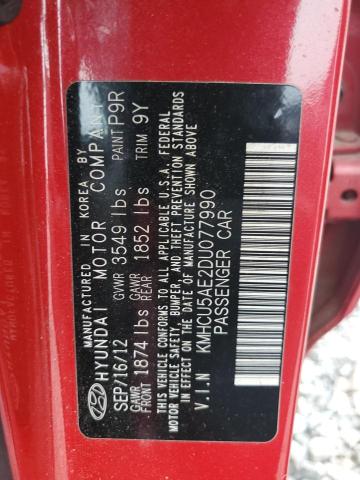 MANUFACTURED IN KOREA BY
HYUNDAI MOTOR COMPANY
SEP/16/12 GVWR 3549 lbs PAINT P9R
GAWR FRONT 1874 lbs GAWR REAR 1852 lbs TRIM 9Y
THIS VEHICLE CONFORMS TO ALL APPLICABLE U.S.A. FEDERAL
MOTOR VEHICLE SAFETY, BUMPER, AND THEFT PREVENTION STANDARDS
IN EFFECT ON THE DATE OF MANUFACTURE SHOWN ABOVE
V.I.N KMHCU5AE2DU077990
PASSENGER CAR